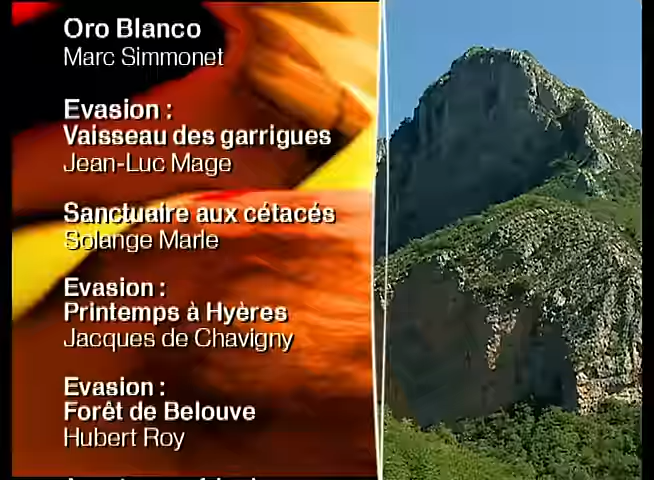 Oro Blanco
Marc Simmonet
Evasion :
Vaisseau des garrigues
Jean-Luc Mage
Sanctuaire aux cétacés
Solange Marle
Evasion :
Printemps à Hyères
Jacques de Chavigny
Evasion :
Forêt de Belouve
Hubert Roy